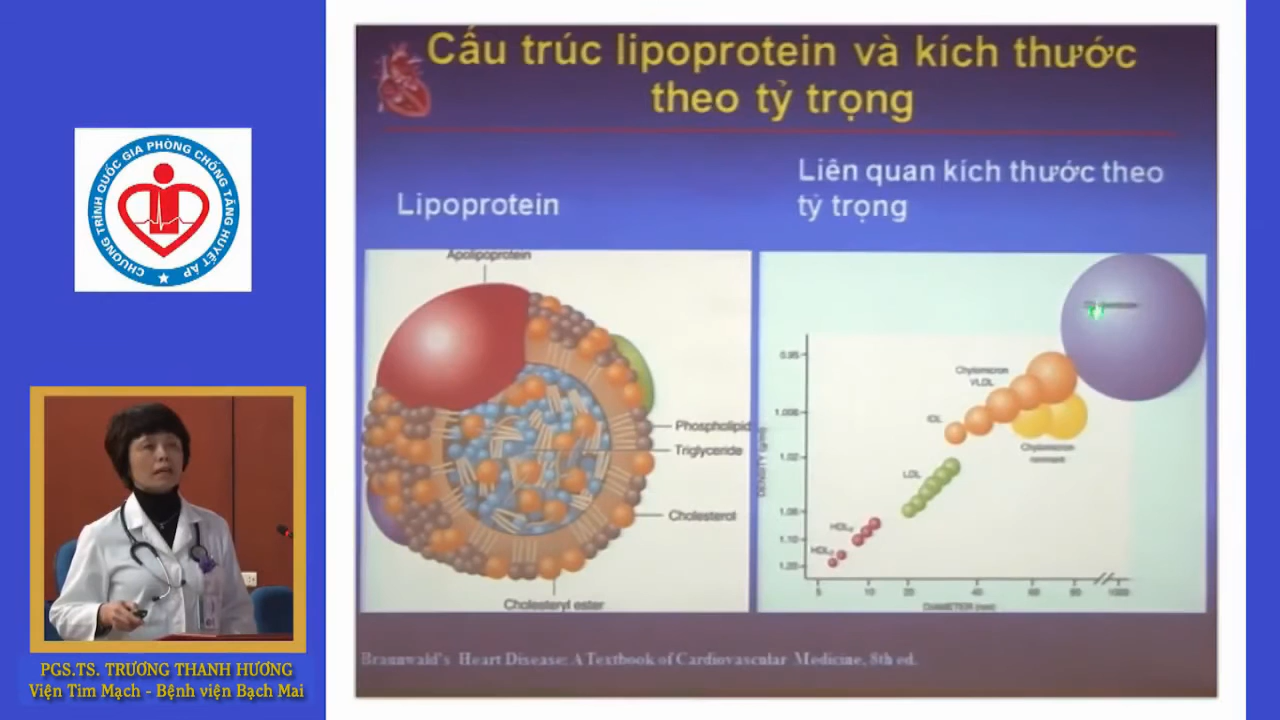 CHƯƠNG TRÌNH QUỐC GIA PHÒNG CHỐNG TĂNG HUYẾT ÁP
PGS.TS. TRƯƠNG THANH HƯƠNG
Viện Tim Mạch - Bệnh viện Bạch Mai
Cấu trúc lipoprotein và kích thước
theo tỷ trọng
Lipoprotein
Liên quan kích thước theo
tỷ trọng
Apolipoprotein
Phospholipid
Triglyceride
Cholesterol
Cholesteryl ester
0.95
1.006
1.02
1.06
1.10
1.20
DENSITY (g/ml)
Chylomicron
VLDL
IDL
Chylomicron
remnant
LDL
HDL₂
HDL₃
5
10
20
40
60
80
1000
DIAMETER (nm)
Braunwald's Heart Disease: A Textbook of Cardiovascular Medicine, 8th ed.